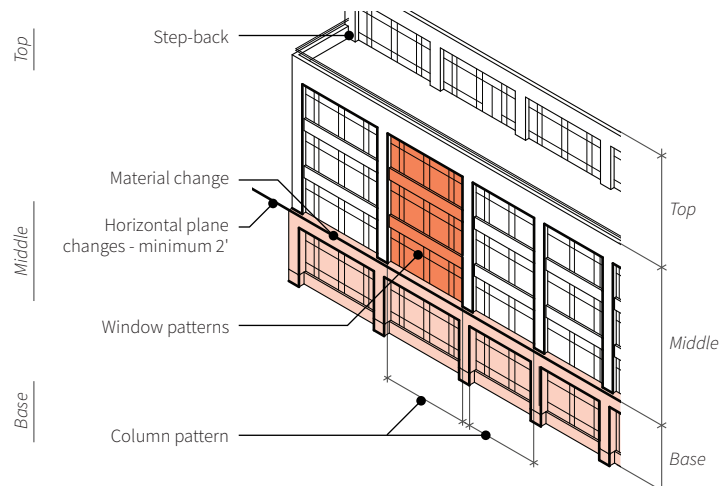 Top
Step-back
Material change
Top
Middle
Horizontal plane
changes - minimum 2'
Window patterns
Middle
Base
Column pattern
Base